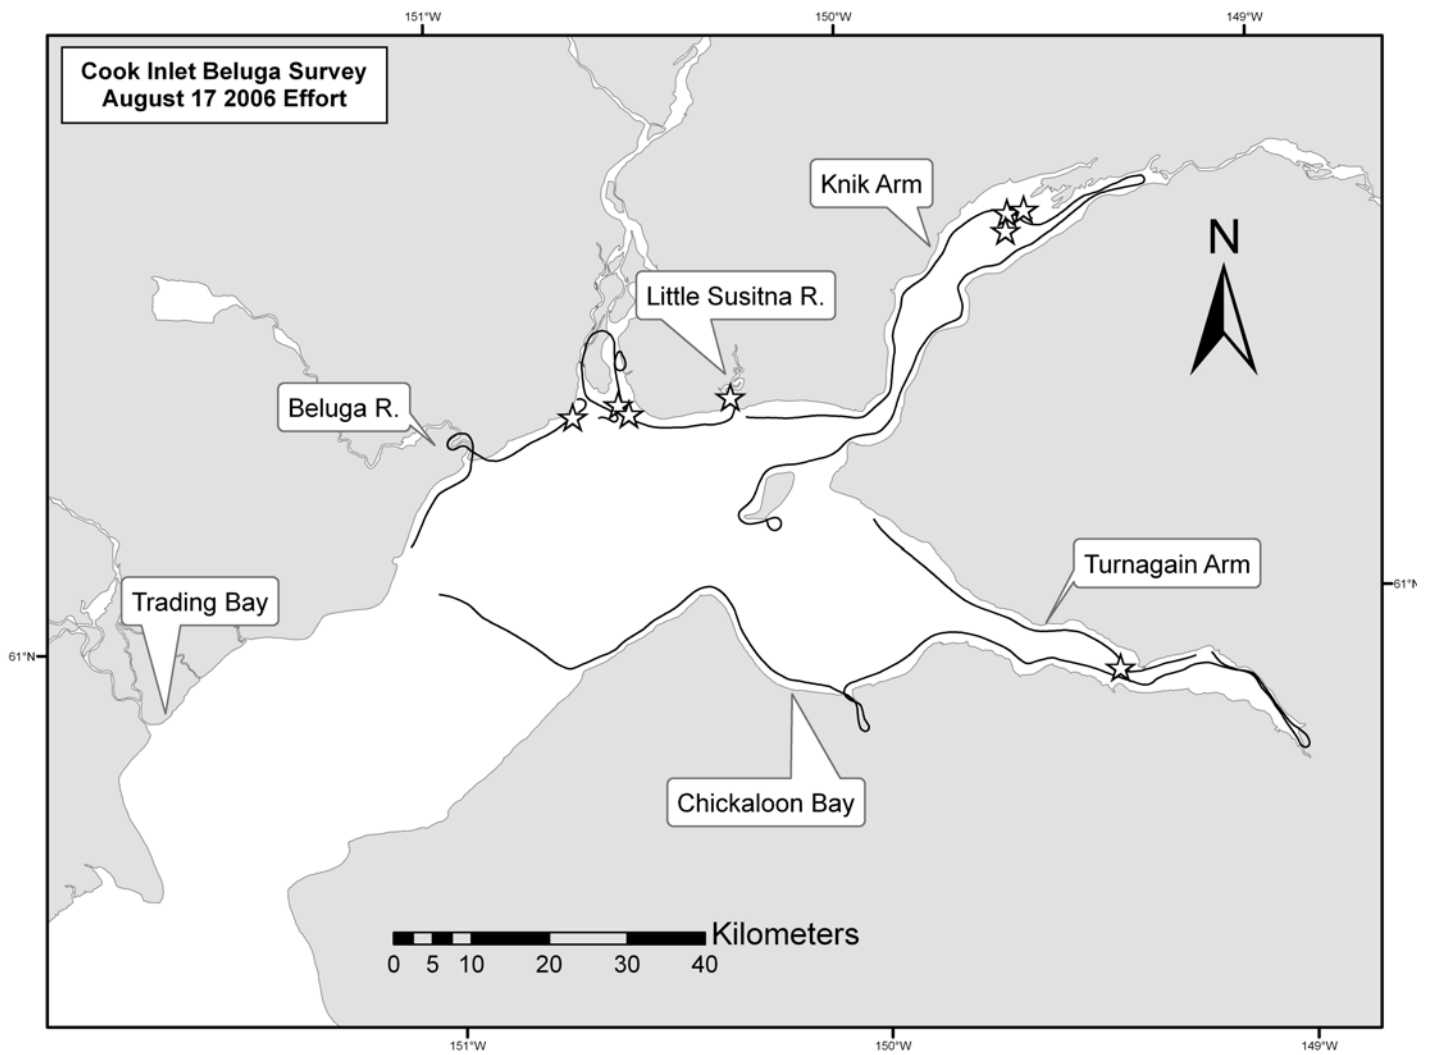 151°W
150°W
149°W
Cook Inlet Beluga Survey
August 17 2006 Effort
Knik Arm
N
Little Susitna R.
Beluga R.
Turnagain Arm
61°N
Trading Bay
61°N
Chickaloon Bay
Kilometers
0 5 10 20 30 40
151°W
150°W
149°W